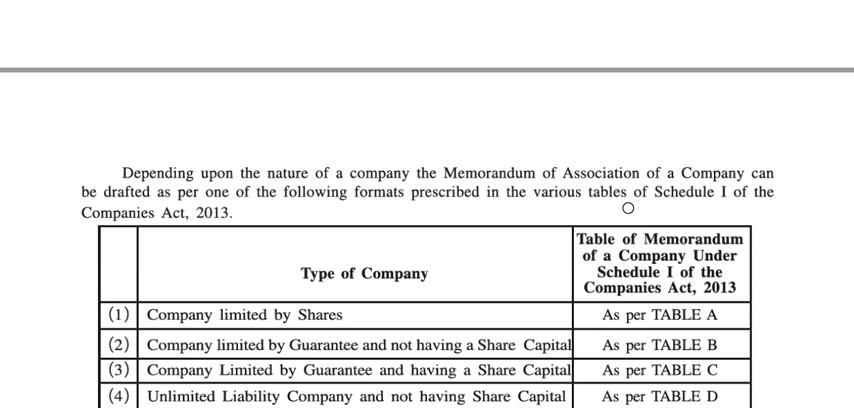 Depending upon the nature of a company the Memorandum of Association of a Company can
be drafted as per one of the following formats prescribed in the various tables of Schedule I of the
Companies Act, 2013.
Type of Company
Table of Memorandum
of a Company Under
Schedule I of the
Companies Act, 2013
(1) Company limited by Shares As per TABLE A
(2) Company limited by Guarantee and not having a Share Capital As per TABLE B
(3) Company Limited by Guarantee and having a Share Capital As per TABLE C
(4) Unlimited Liability Company and not having Share Capital As per TABLE D